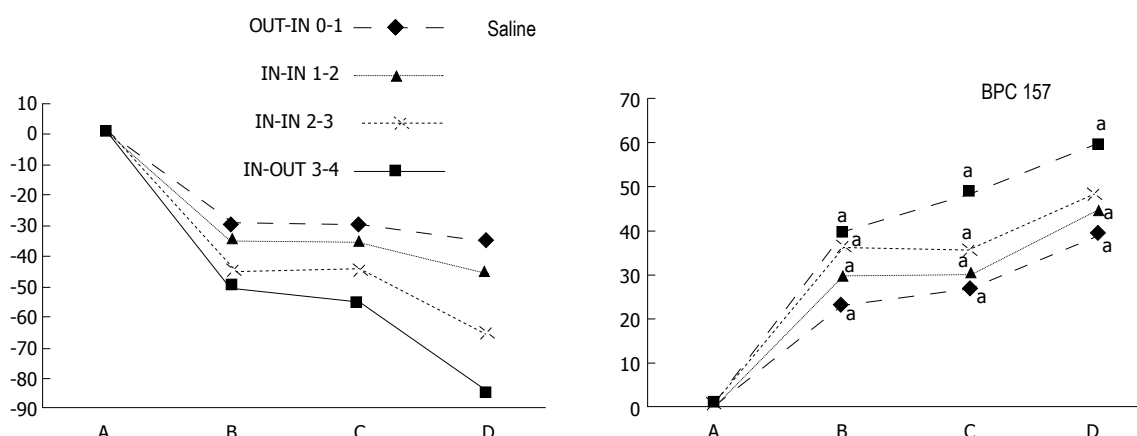 OUT-IN 0-1
Saline
IN-IN 1-2
IN-IN 2-3
IN-OUT 3-4
10
0
-10
-20
-30
-40
-50
-60
-70
-80
-90
A B C D
BPC 157
70
60
50
40
30
20
10
0
a
a
a
a
a
a
a
a
a
a
a
a
A B C D